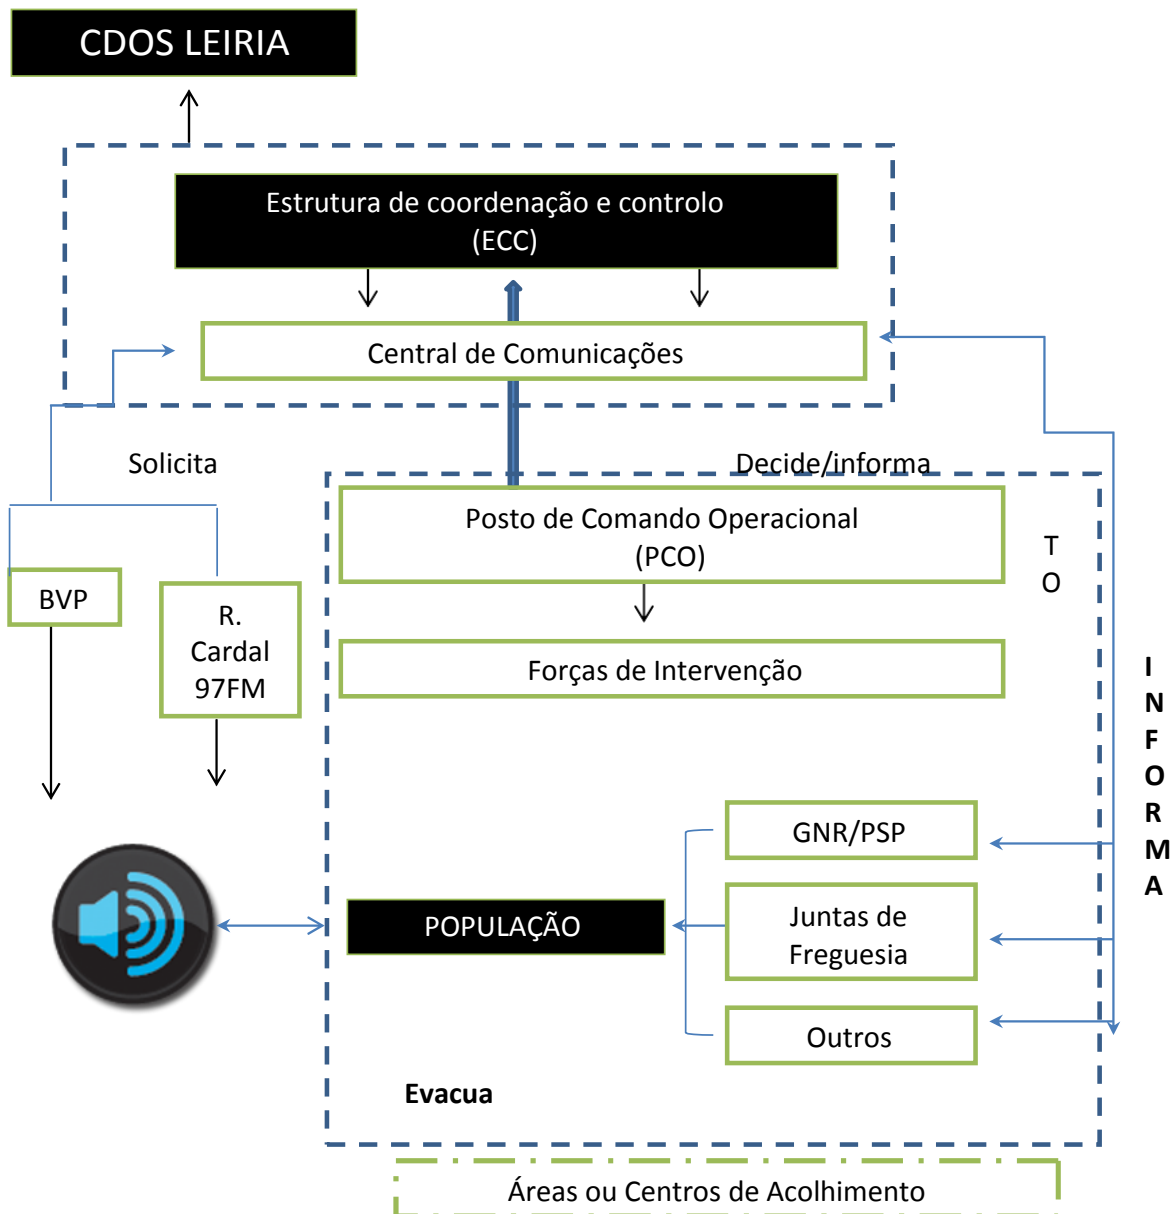 CDOS LEIRIA
Estrutura de coordenação e controlo
(ECC)
Central de Comunicações
Solicita
Decide/informa
Posto de Comando Operacional
(PCO)
T
O
BVP
R.
Cardal
97FM
Forças de Intervenção
I
N
F
O
R
M
A
GNR/PSP
POPULAÇÃO
Juntas de
Freguesia
Outros
Evacua
Áreas ou Centros de Acolhimento